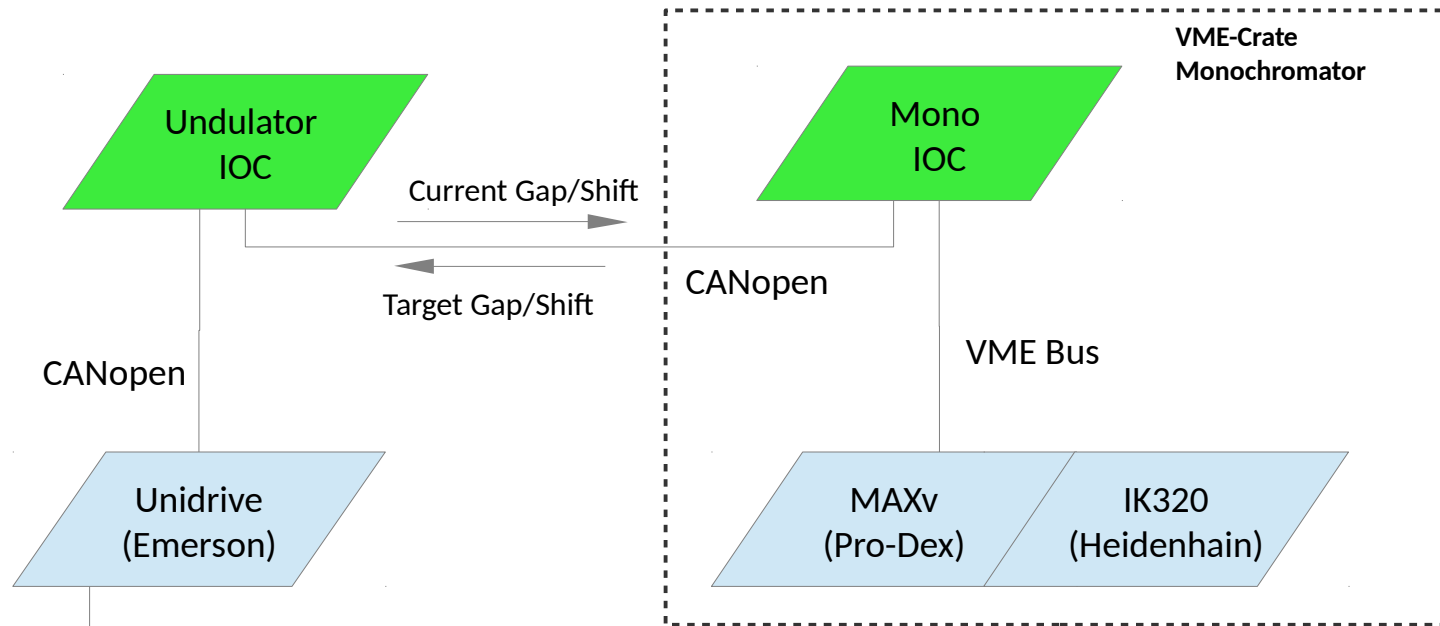 VME-Crate
Monochromator
Undulator
IOC
Mono
IOC
Current Gap/Shift
CANopen
Target Gap/Shift
VME Bus
CANopen
Unidrive
(Emerson)
MAXv
(Pro-Dex)
IK320
(Heidenhain)